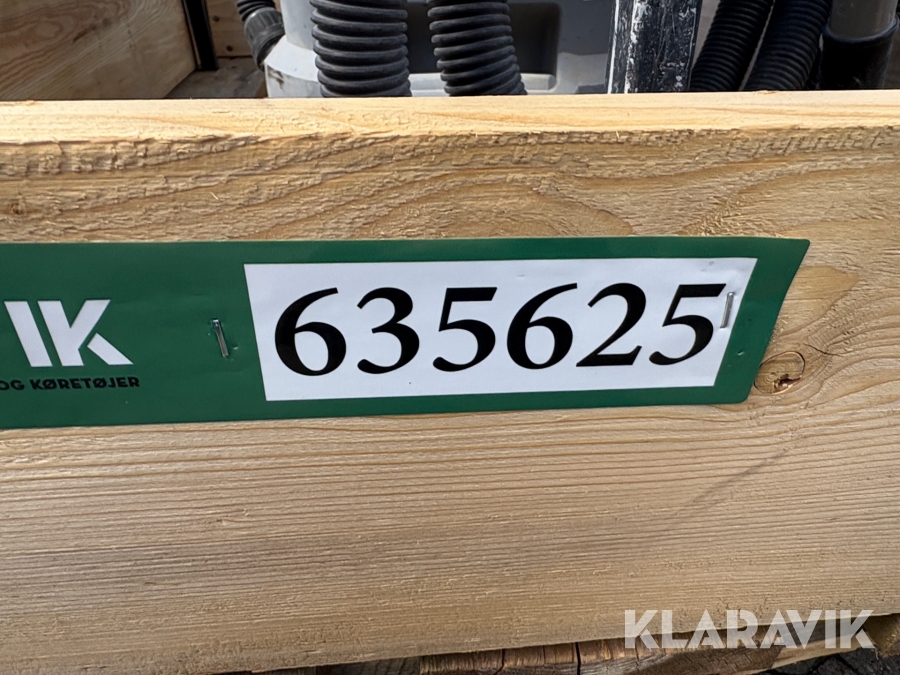 635625
IK
OG KØRETØJER
KLARAVIK